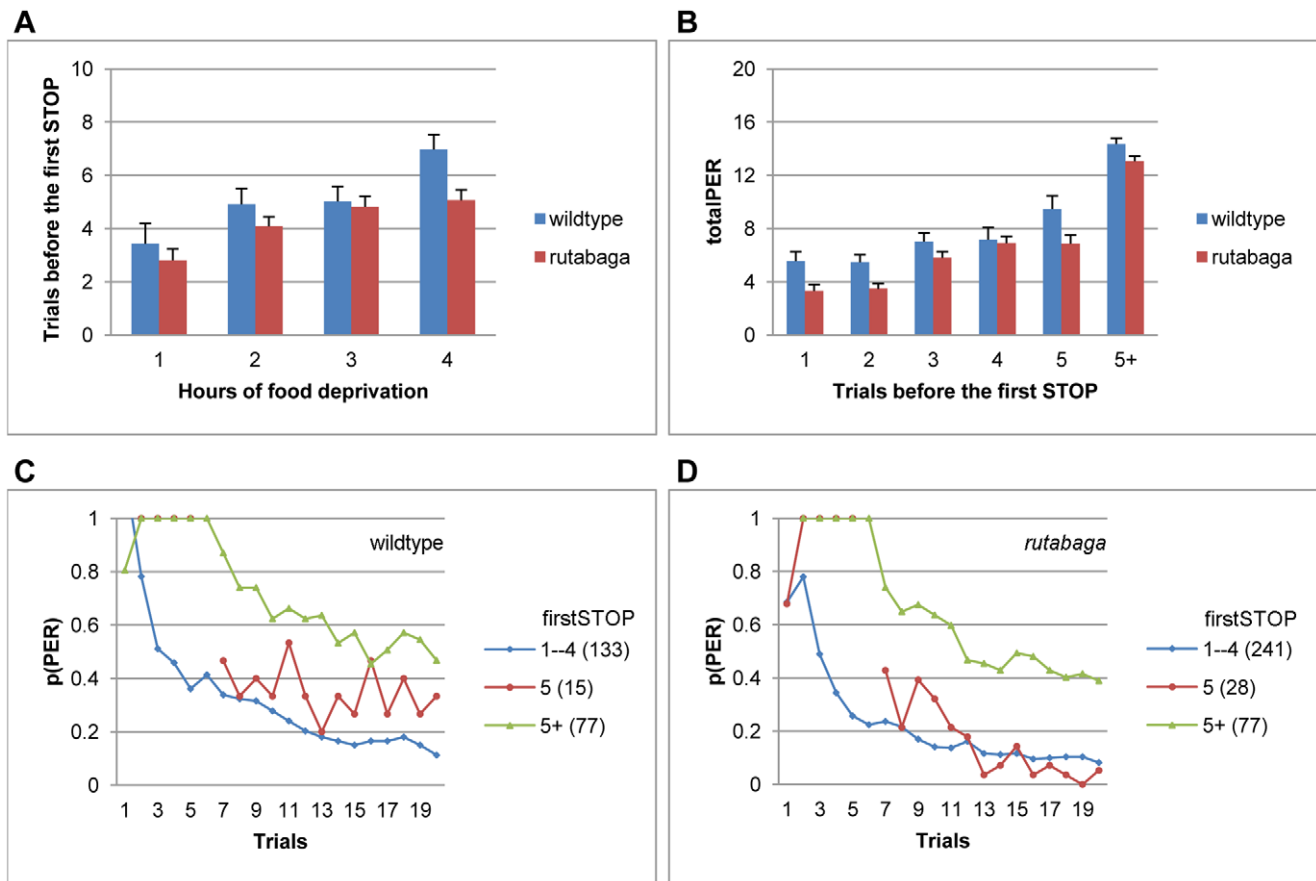 A
Trials before the first STOP
10
8
6
4
2
0
1 2 3 4
Hours of food deprivation
wildtype
rutabaga
B
totalPER
20
16
12
8
4
0
1 2 3 4 5 5+
Trials before the first STOP
wildtype
rutabaga
C
p(PER)
1
0.8
0.6
0.4
0.2
0
1 3 5 7 9 11 13 15 17 19
Trials
wildtype
firstSTOP
1--4 (133)
5 (15)
5+ (77)
D
p(PER)
1
0.8
0.6
0.4
0.2
0
1 3 5 7 9 11 13 15 17 19
Trials
rutabaga
firstSTOP
1--4 (241)
5 (28)
5+ (77)